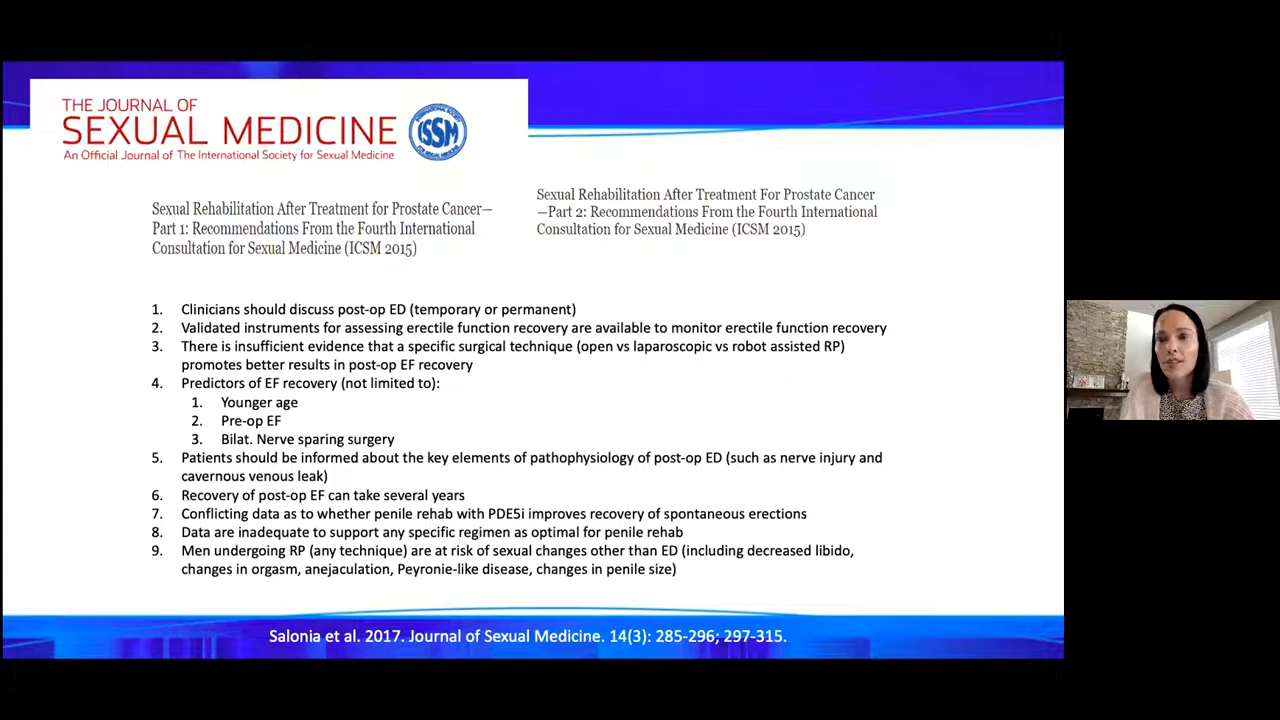 THE JOURNAL OF
SEXUAL MEDICINE
An Official Journal of The International Society for Sexual Medicine
ISSM
Sexual Rehabilitation After Treatment for Prostate Cancer—
Part 1: Recommendations From the Fourth International
Consultation for Sexual Medicine (ICSM 2015)
Sexual Rehabilitation After Treatment For Prostate Cancer
—Part 2: Recommendations From the Fourth International
Consultation for Sexual Medicine (ICSM 2015)
1. Clinicians should discuss post-op ED (temporary or permanent)
2. Validated instruments for assessing erectile function recovery are available to monitor erectile function recovery
3. There is insufficient evidence that a specific surgical technique (open vs laparoscopic vs robot assisted RP)
promotes better results in post-op EF recovery
4. Predictors of EF recovery (not limited to):
1. Younger age
2. Pre-op EF
3. Bilat. Nerve sparing surgery
5. Patients should be informed about the key elements of pathophysiology of post-op ED (such as nerve injury and
cavernous venous leak)
6. Recovery of post-op EF can take several years
7. Conflicting data as to whether penile rehab with PDE5i improves recovery of spontaneous erections
8. Data are inadequate to support any specific regimen as optimal for penile rehab
9. Men undergoing RP (any technique) are at risk of sexual changes other than ED (including decreased libido,
changes in orgasm, anejaculation, Peyronie-like disease, changes in penile size)
Salonia et al. 2017. Journal of Sexual Medicine. 14(3): 285-296; 297-315.